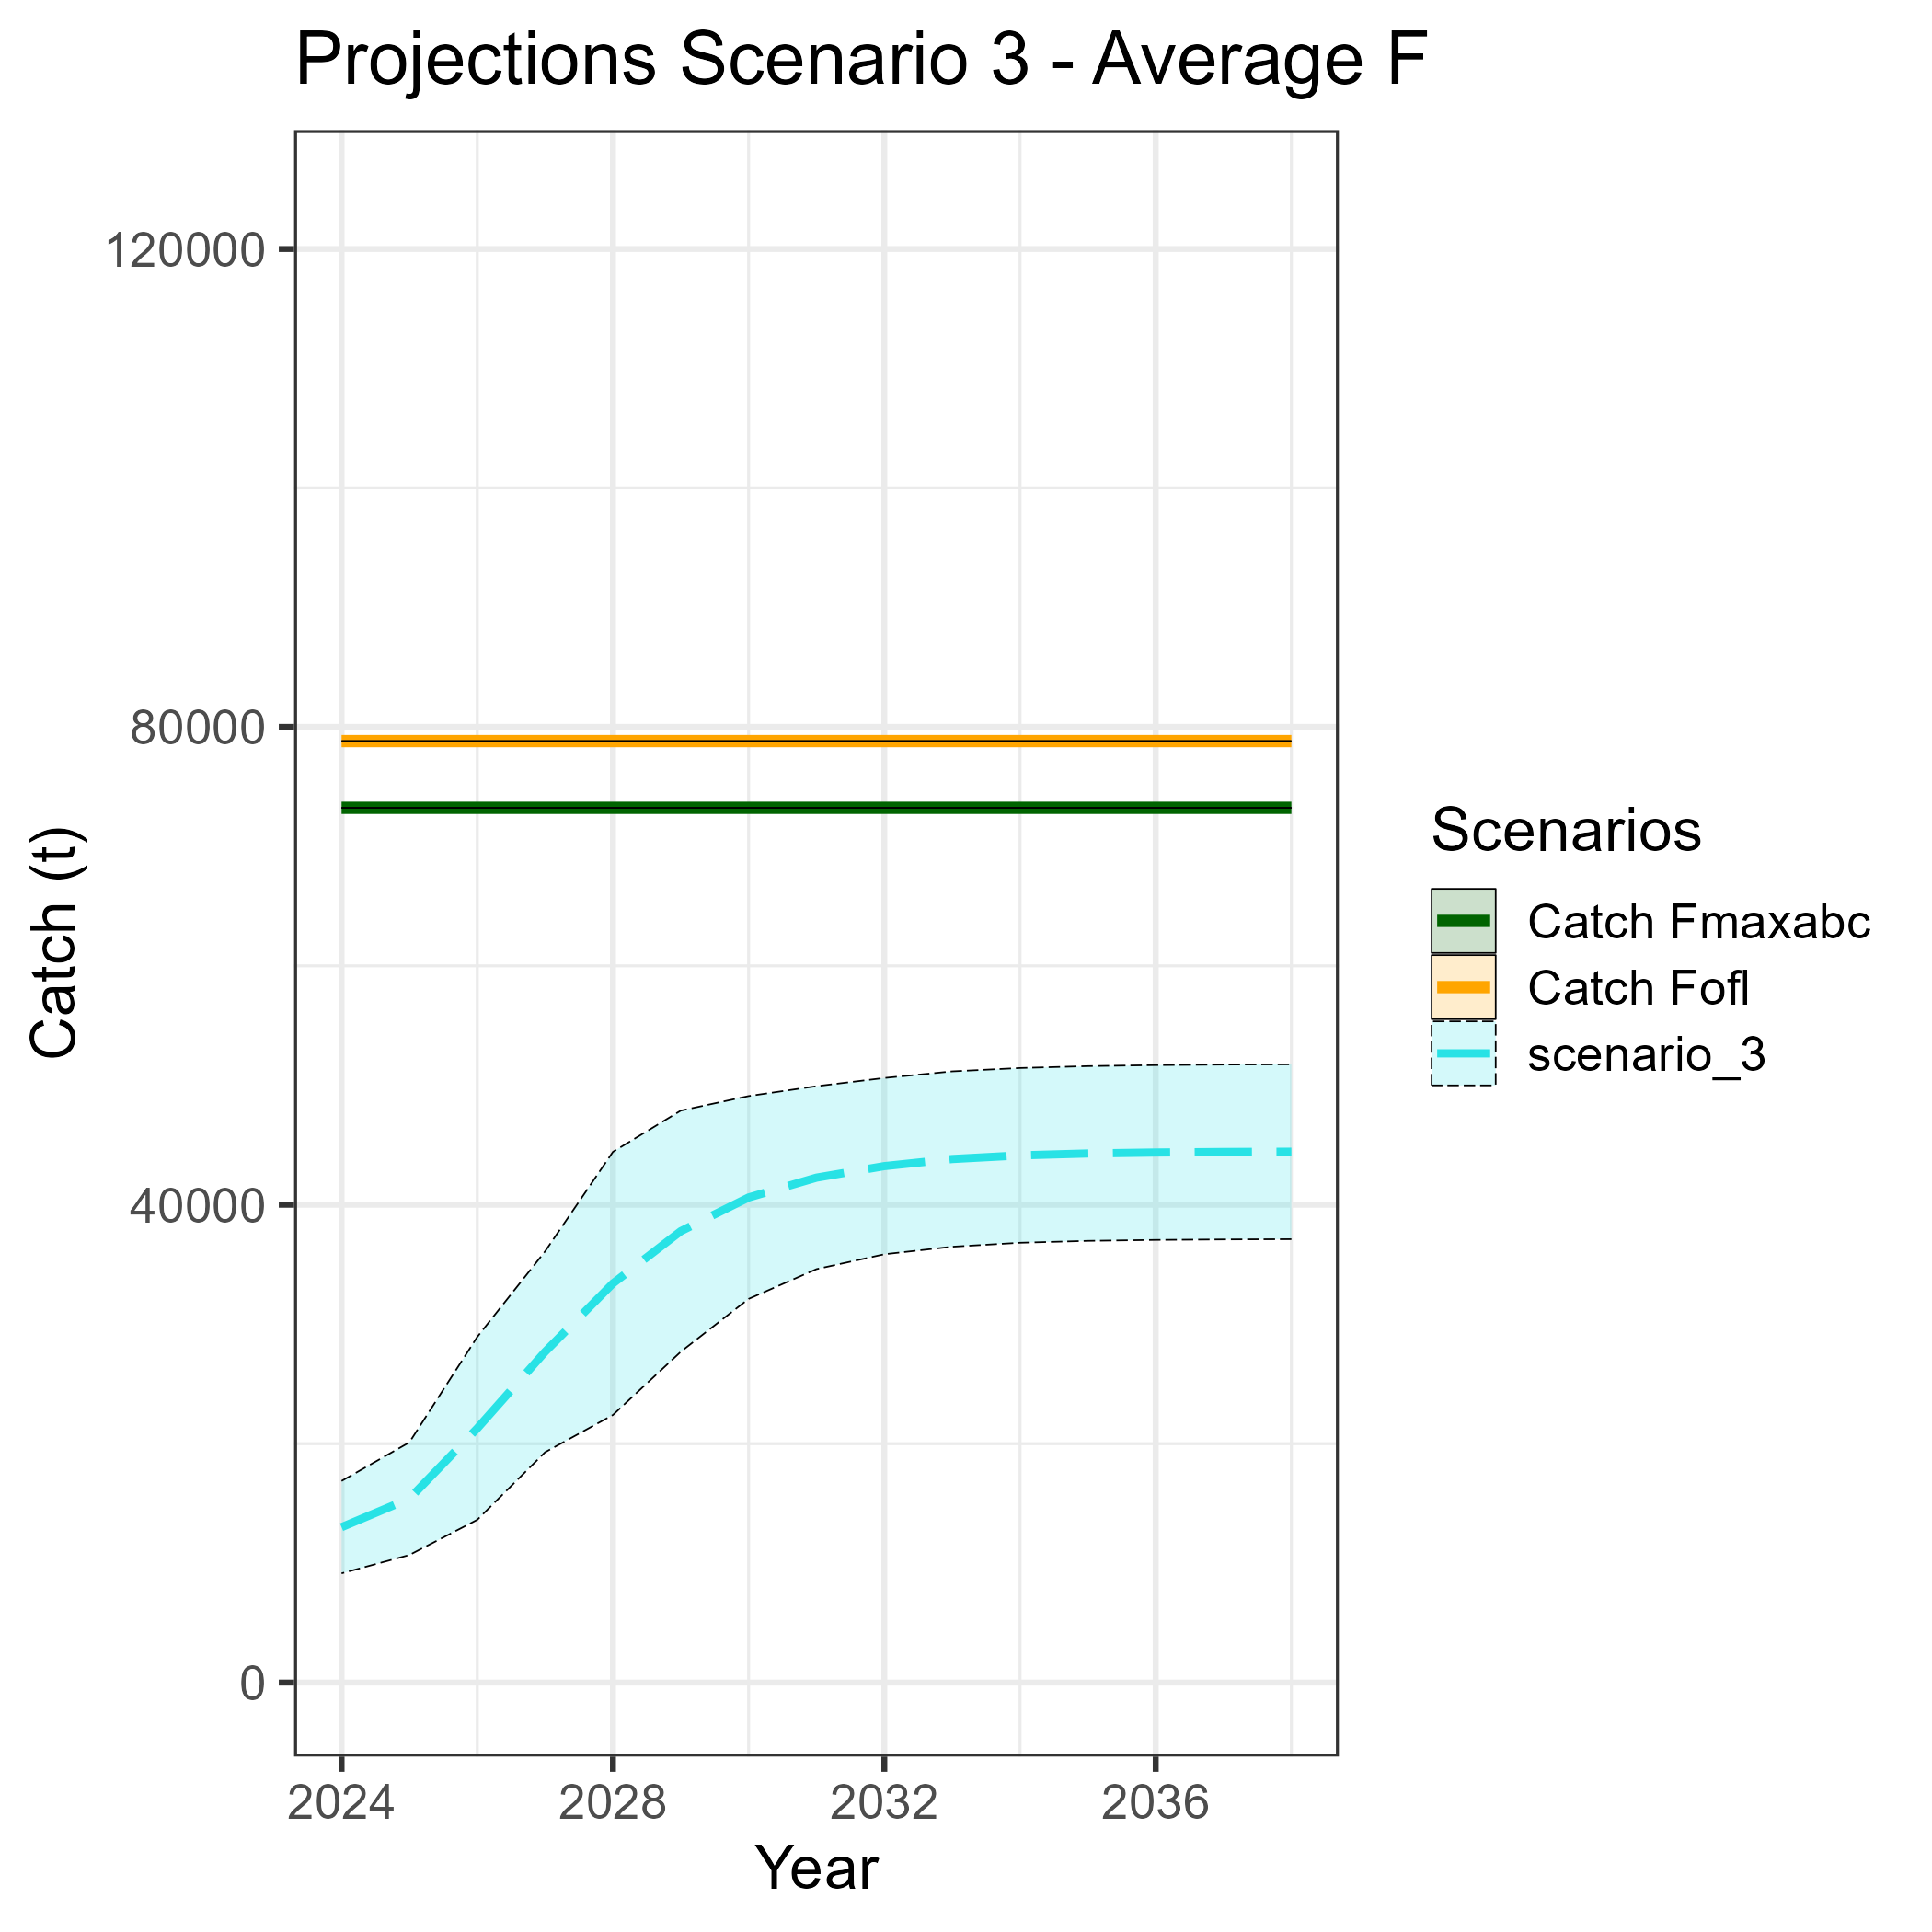 Projections Scenario 3 - Average F
120000
80000
40000
0
Catch (t)
2024 2028 2032 2036
Year
Scenarios
Catch Fmaxabc
Catch Fofl
scenario_3